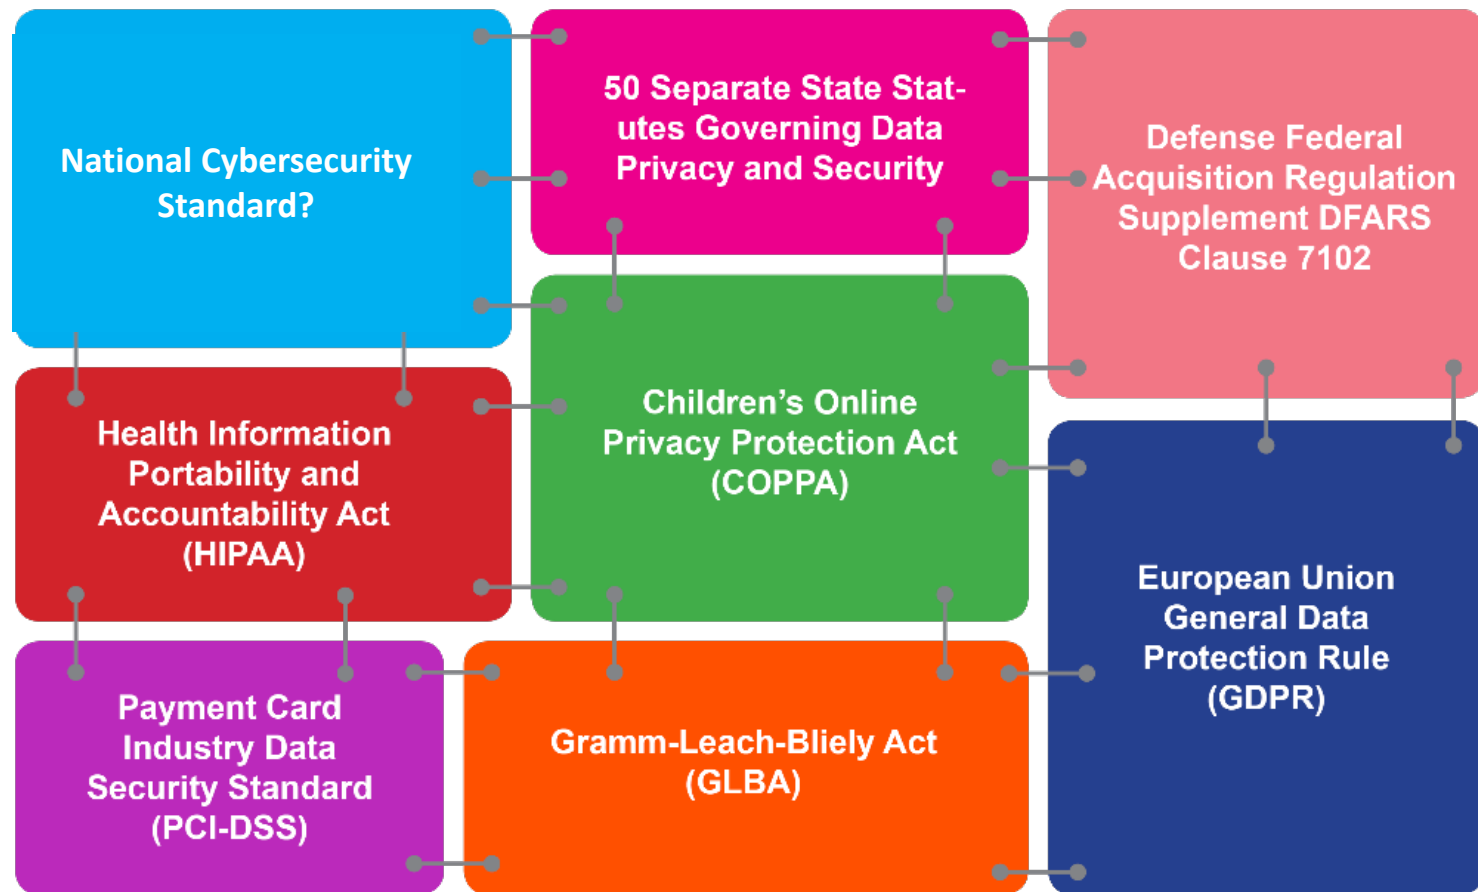 National Cybersecurity
Standard?
50 Separate State Stat-
utes Governing Data
Privacy and Security
Defense Federal
Acquisition Regulation
Supplement DFARS
Clause 7102
Health Information
Portability and
Accountability Act
(HIPAA)
Children’s Online
Privacy Protection Act
(COPPA)
European Union
General Data
Protection Rule
(GDPR)
Payment Card
Industry Data
Security Standard
(PCI-DSS)
Gramm-Leach-Bliely Act
(GLBA)